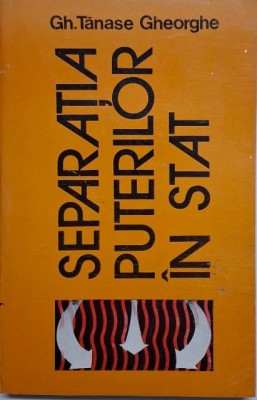 Gh.Tănase Gheorghe
SEPARAȚIA
PUTERILOR
ÎN STAT